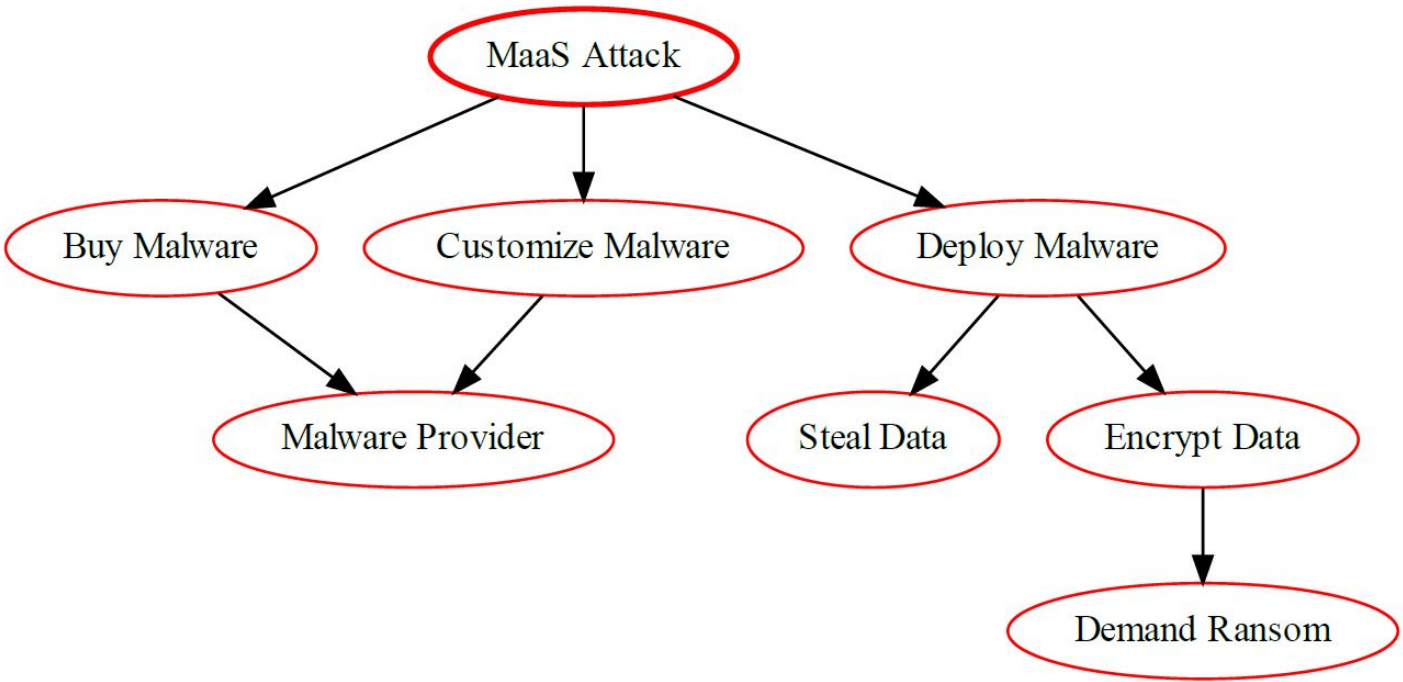 MaaS Attack
Buy Malware
Customize Malware
Deploy Malware
Malware Provider
Steal Data
Encrypt Data
Demand Ransom